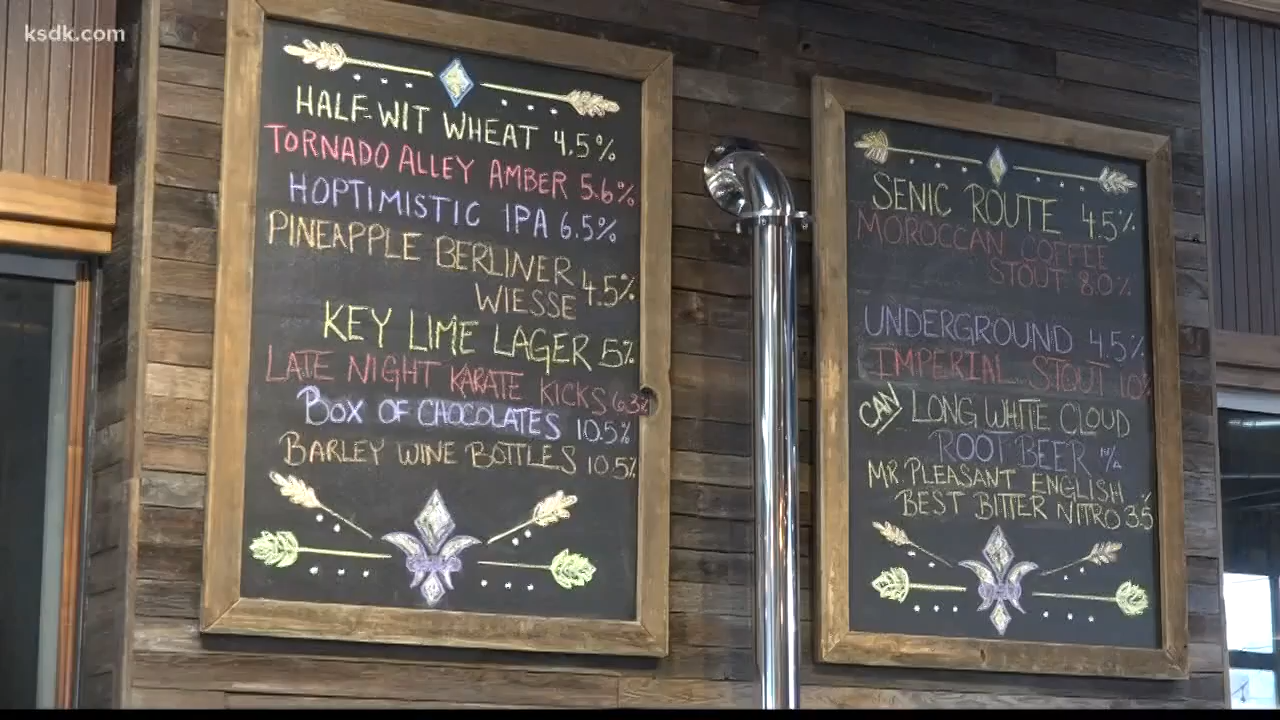 ksdk.com
HALF-WIT WHEAT 4.5%
TORNADO ALLEY AMBER 5.6%
HOPTIMISTIC IPA 6.5%
PINEAPPLE BERLINER
WIESSE 4.5%
KEY LIME LAGER 5%
LATE NIGHT KARATE KICKS 6.3%
BOX OF CHOCOLATES 10.5%
BARLEY WINE BOTTLES 10.5%
SENIC ROUTE 4.5%
MOROCCAN COFFEE
STOUT 8.0%
UNDERGROUND 4.5%
IMPERIAL STOUT
CAN LONG WHITE CLOUD
ROOT BEER N/A
MR PLEASANT ENGLISH
BEST BITTER NITRO 3.5%